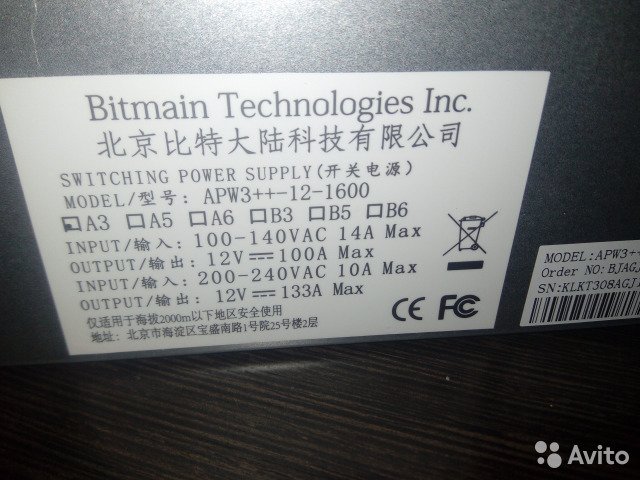 Bitmain Technologies Inc.
北京比特大陆科技有限公司
SWITCHING POWER SUPPLY(开关电源)
MODEL/型号: APW3++-12-1600
A3 A5 A6 B3 B5 B6
INPUT/输入: 100-140VAC 14A Max
OUTPUT/输出: 12V 100A Max
INPUT/输入: 200-240VAC 10A Max
OUTPUT/输出: 12V 133A Max
仅适用于海拔2000m以下地区安全使用
地址: 北京市海淀区宝盛南路1号院25号楼2层
CE FC
MODEL:APW3++
Order NO:BJAG
SN:KLKT308AGJ
Avito